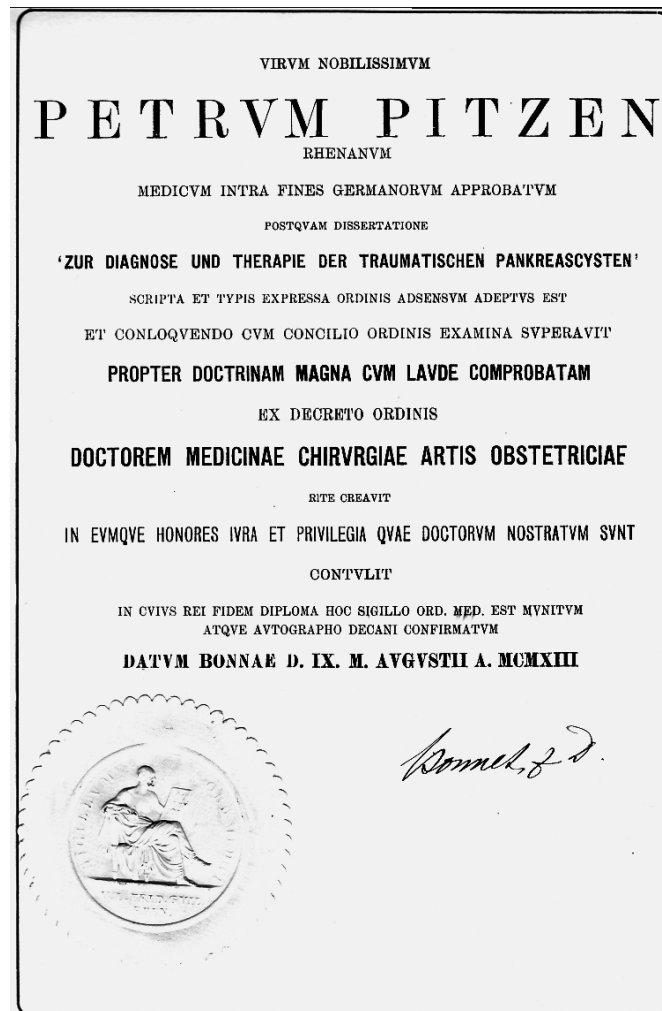 VIRVM NOBILISSIMVM
PETRVM PITZEN
RHENANVM
MEDICVM INTRA FINES GERMANORVM APPROBATVM
POSTQVAM DISSERTATIONE
‘ZUR DIAGNOSE UND THERAPIE DER TRAUMATISCHEN PANKREASCYSTEN’
SCRIPTA ET TYPIS EXPRESSA ORDINIS ADSENSVM ADEPTVS EST
ET CONLOQVENDO CVM CONCILIO ORDINIS EXAMINA SVPERAVIT
PROPTER DOCTRINAM MAGNA CVM LAVDE COMPROBATAM
EX DECRETO ORDINIS
DOCTOREM MEDICINAE CHIRVRGIAE ARTIS OBSTETRICIAE
RITE CREAVIT
IN EVMQVE HONORES IVRA ET PRIVILEGIA QVAE DOCTORVM NOSTRATVM SVNT
CONTVLIT
IN CVIVS REI FIDEM DIPLOMA HOC SIGILLO ORD. MED. EST MVNITVM
ATQVE AVTOGRAPHO DECANI CONFIRMATVM
DATVM BONNAE D. IX. M. AVGVSTII A. MCMXIII
Bonnet, z D.